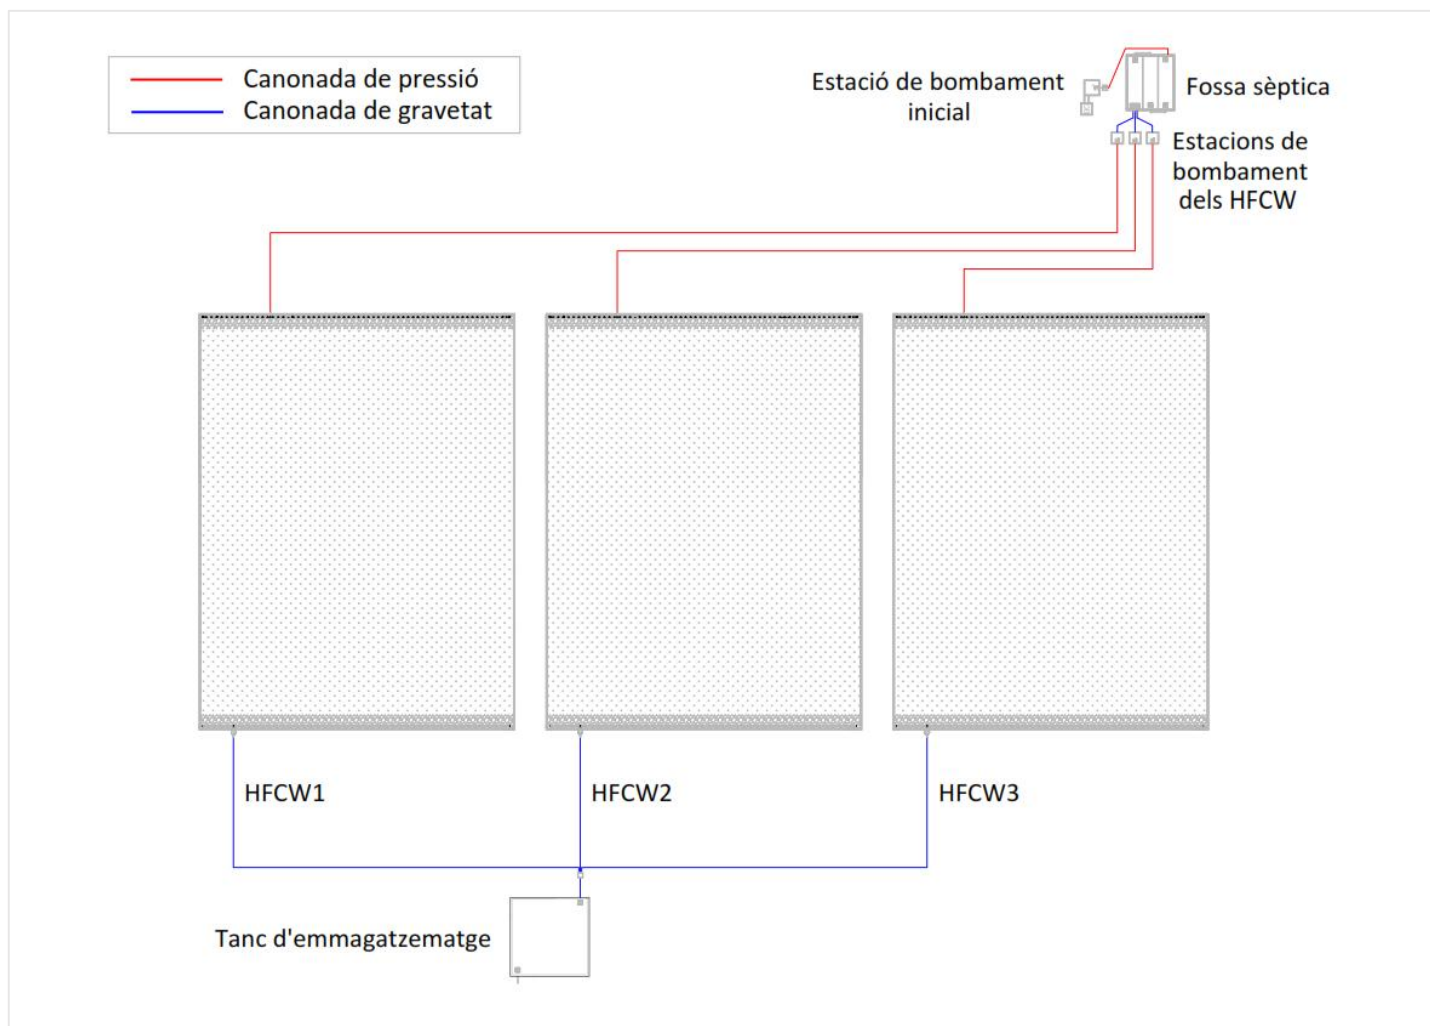 Canonada de pressió
Canonada de gravetat
Estació de bombament
inicial
Fossa sèptica
Estacions de
bombament
dels HFCW
HFCW1
HFCW2
HFCW3
Tanc d'emmagatzematge